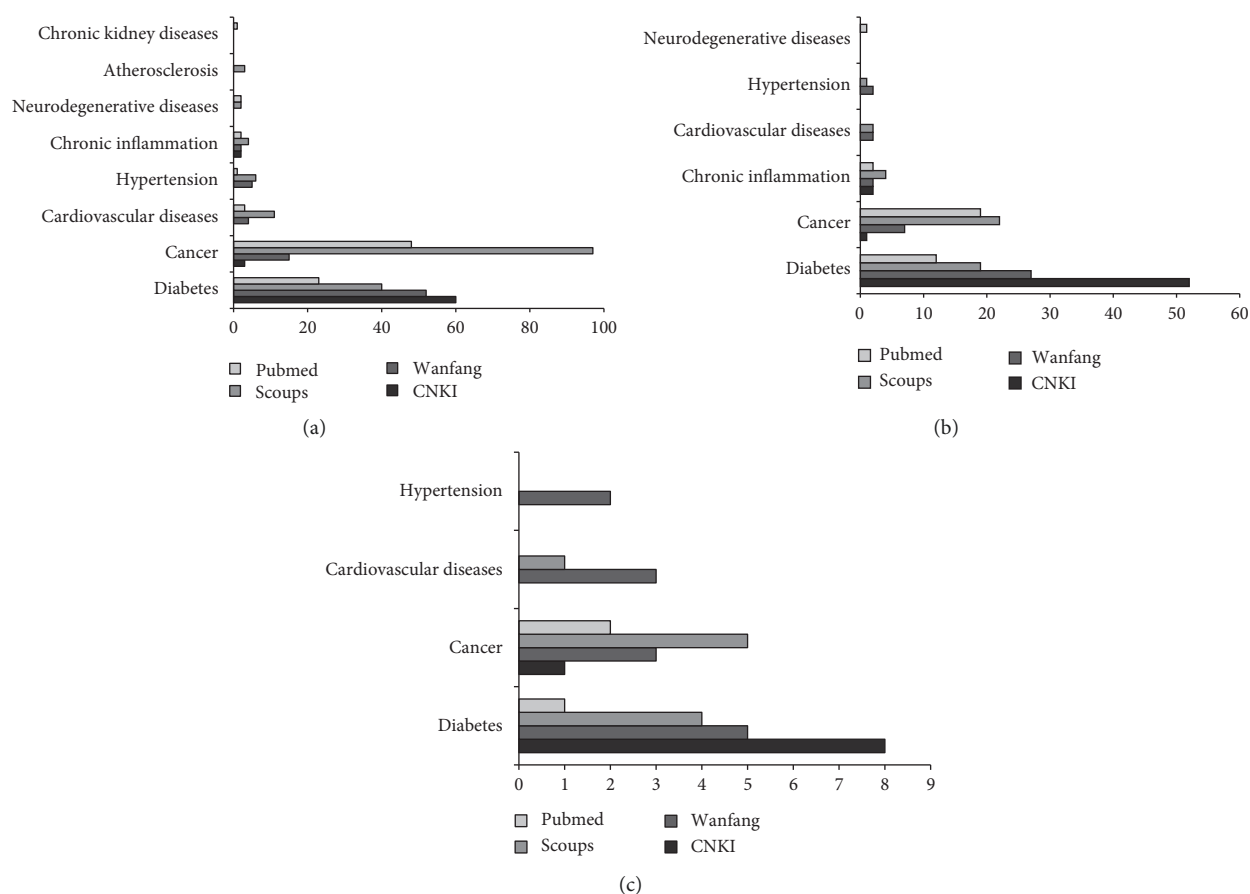 Chronic kidney diseases
Atherosclerosis
Neurodegenerative diseases
Chronic inflammation
Hypertension
Cardiovascular diseases
Cancer
Diabetes
0 20 40 60 80 100
Pubmed Wanfang
Scoups CNKI
(a)
Neurodegenerative diseases
Hypertension
Cardiovascular diseases
Chronic inflammation
Cancer
Diabetes
0 10 20 30 40 50 60
Pubmed Wanfang
Scoups CNKI
(b)
Hypertension
Cardiovascular diseases
Cancer
Diabetes
0 1 2 3 4 5 6 7 8 9
Pubmed Wanfang
Scoups CNKI
(c)